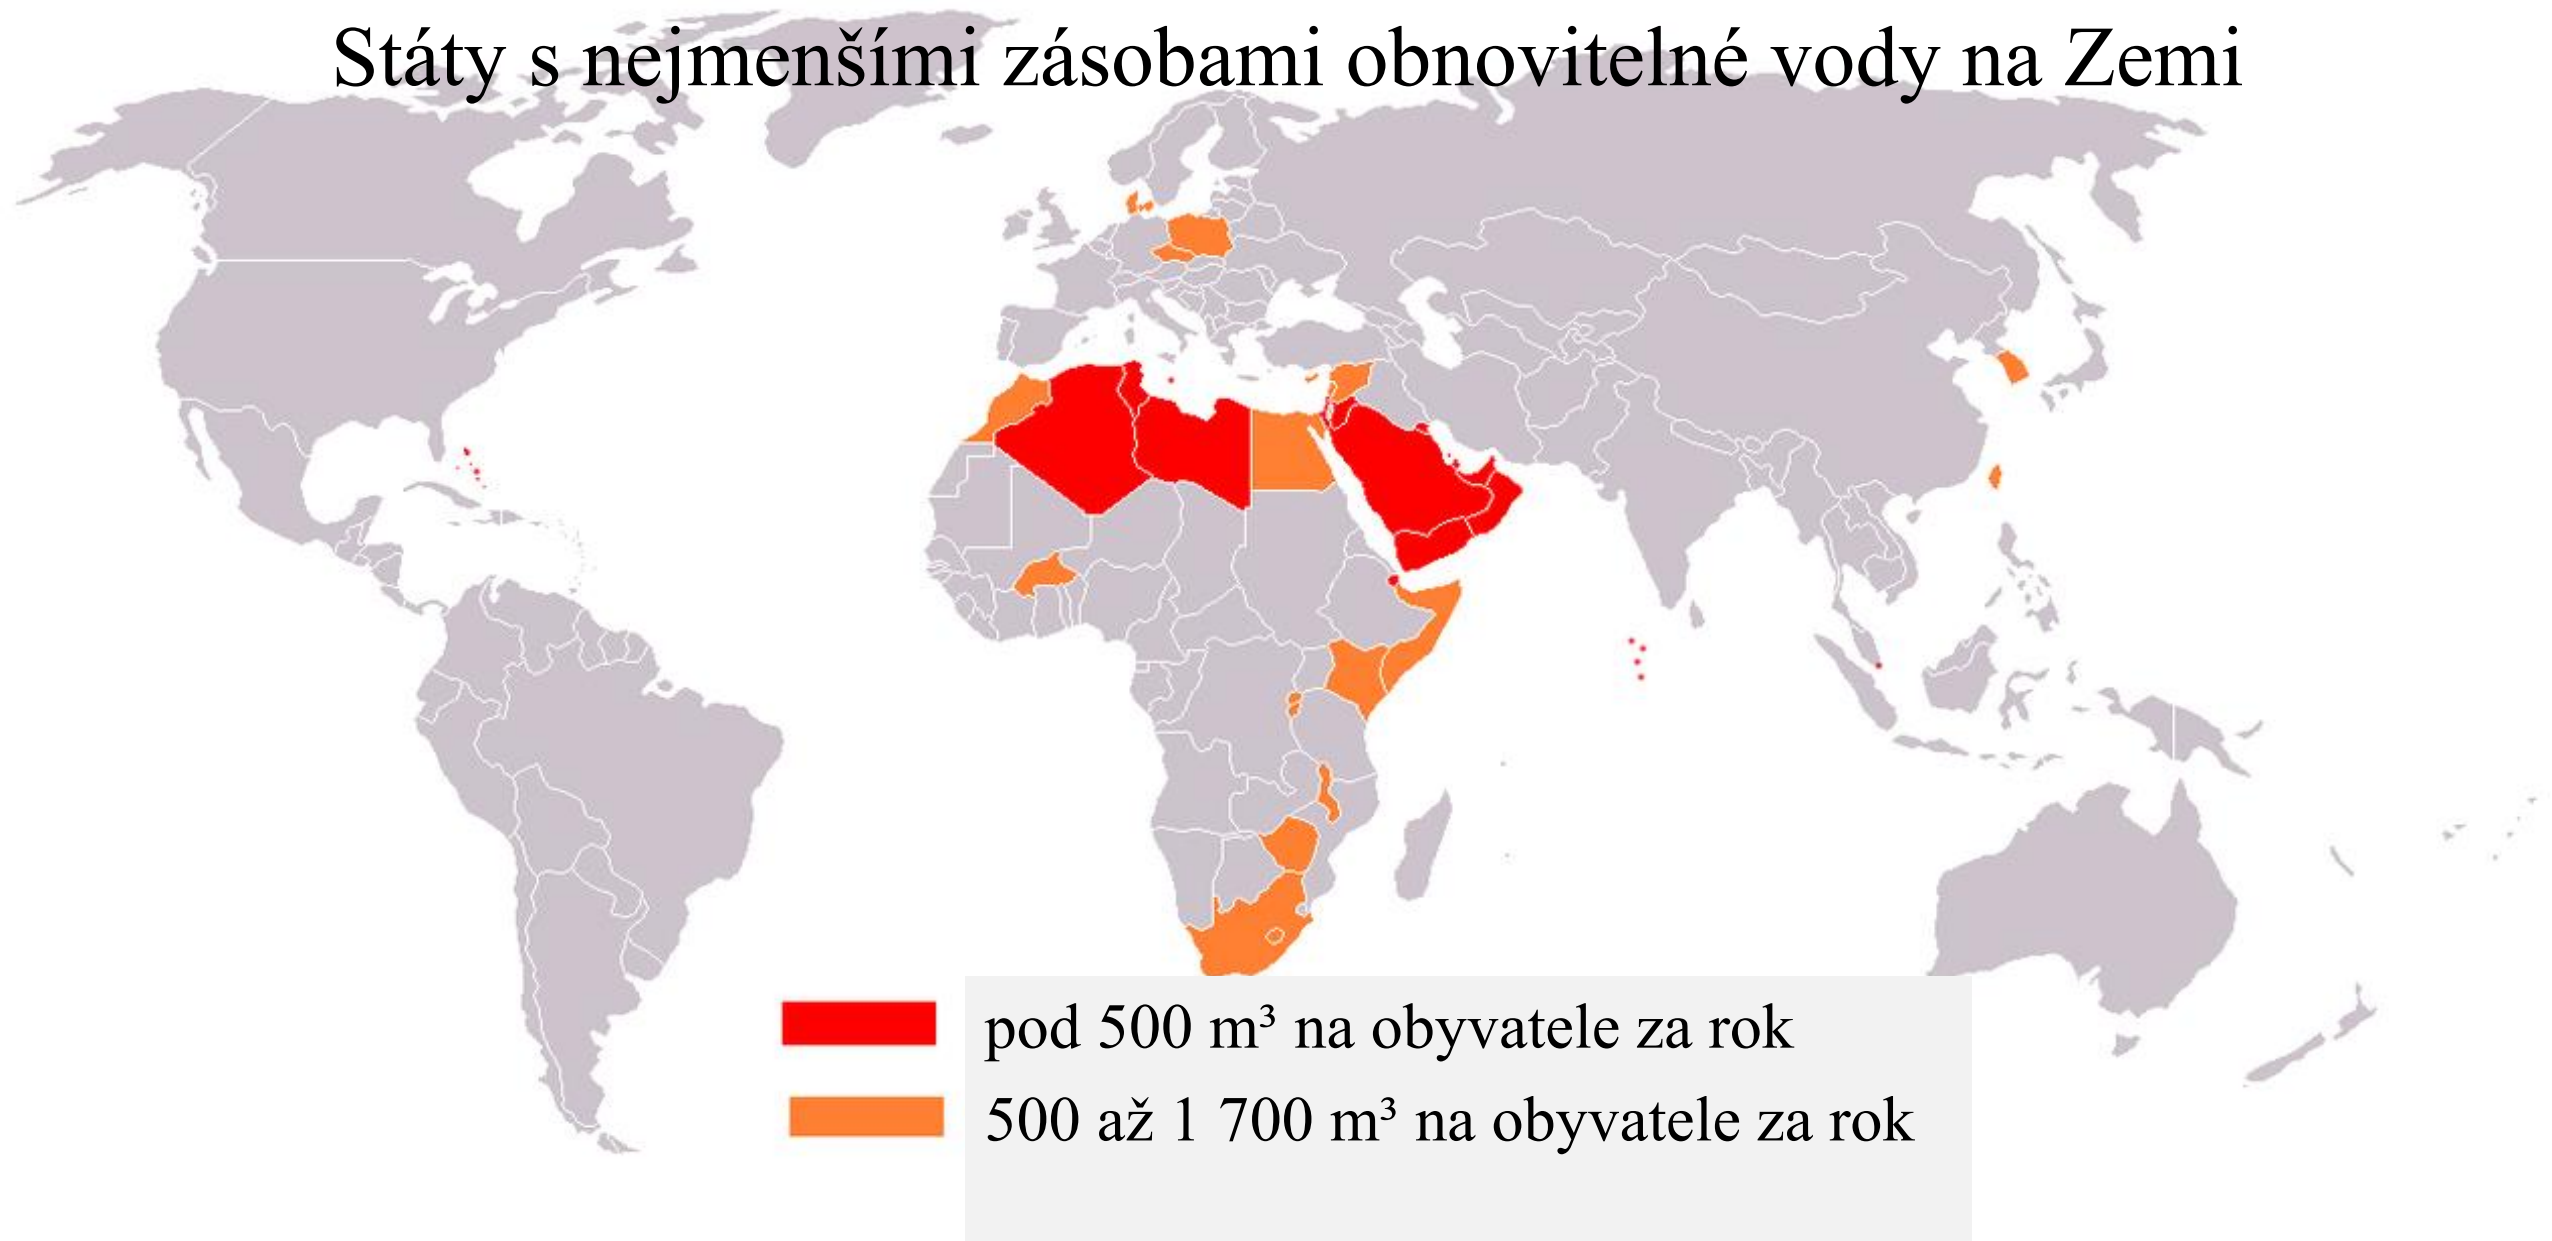 Státy s nejmenšími zásobami obnovitelné vody na Zemi
pod 500 m³ na obyvatele za rok
500 až 1 700 m³ na obyvatele za rok